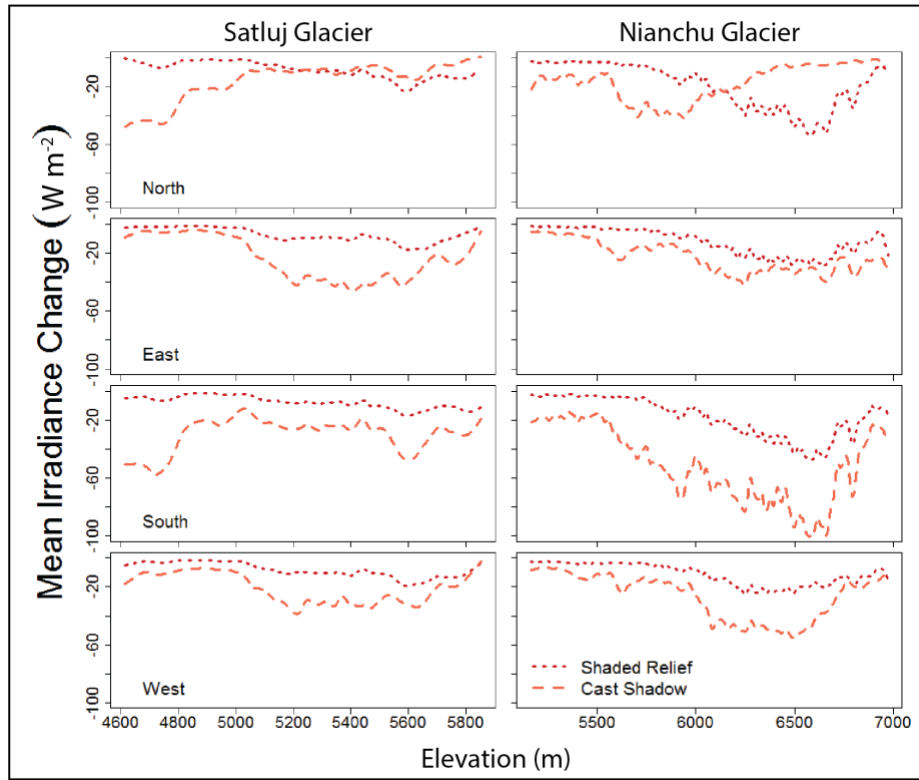 Satluj Glacier
Nianchu Glacier
Mean Irradiance Change (W m-2)
-20
-60
-100
North
-20
-60
-100
East
-20
-60
-100
South
-20
-60
-100
West
Shaded Relief
Cast Shadow
4600 4800 5000 5200 5400 5600 5800
5500 6000 6500 7000
Elevation (m)